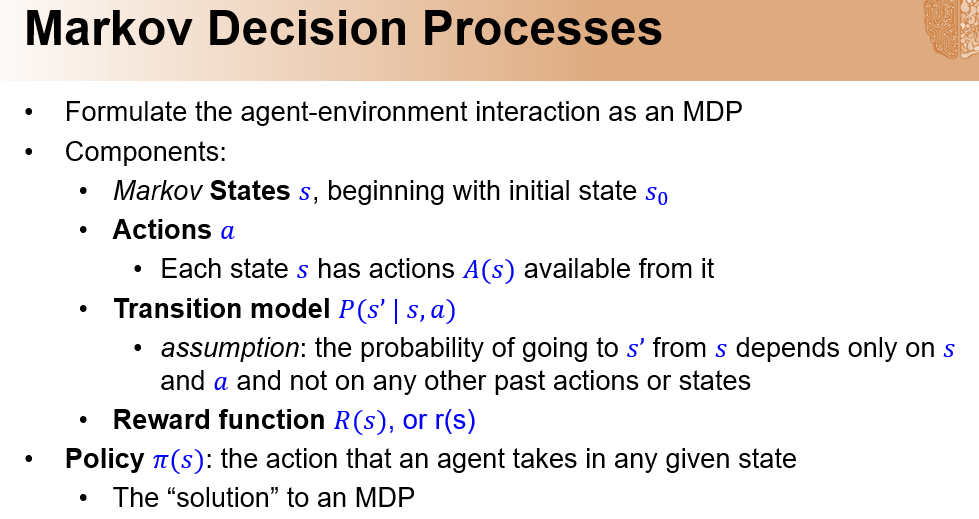 Markov Decision Processes
• Formulate the agent-environment interaction as an MDP
• Components:
• Markov States s, beginning with initial state s₀
• Actions a
• Each state s has actions A(s) available from it
• Transition model P(s’ | s, a)
• assumption: the probability of going to s’ from s depends only on s
and a and not on any other past actions or states
• Reward function R(s), or r(s)
• Policy π(s): the action that an agent takes in any given state
• The “solution” to an MDP